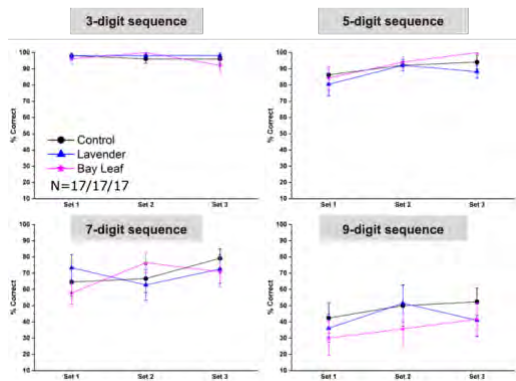 3-digit sequence
100
90
80
70
60
50
40
30
20
10
% Correct
Control
Lavender
Bay Leaf
N=17/17/17
Set 1 Set 2 Set 3
5-digit sequence
100
90
80
70
60
50
40
30
20
10
% Correct
Set 1 Set 2 Set 3
7-digit sequence
100
90
80
70
60
50
40
30
20
10
0
% Correct
Set 1 Set 2 Set 3
9-digit sequence
100
90
80
70
60
50
40
30
20
10
0
% Correct
Set 1 Set 2 Set 3